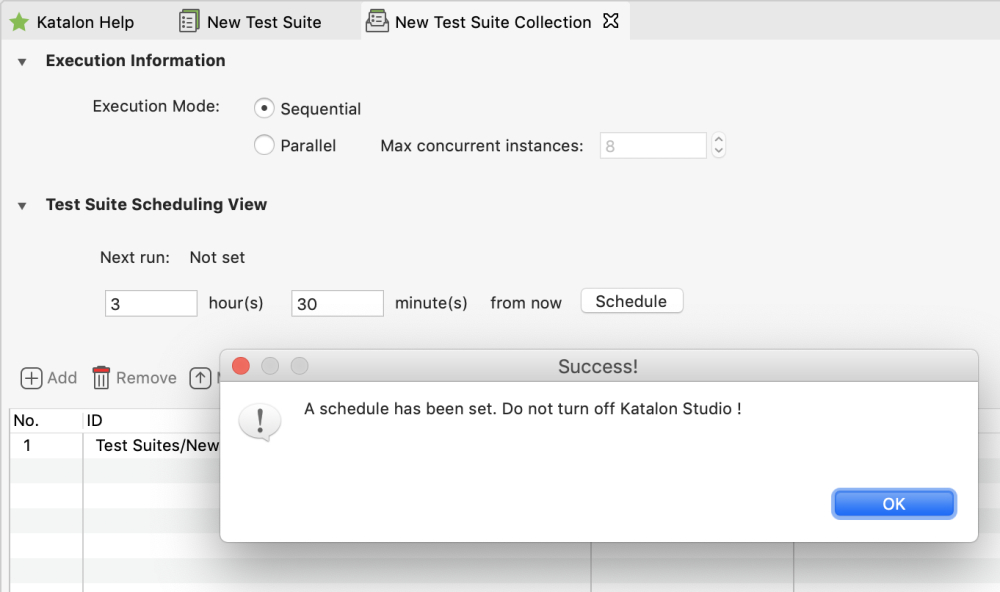 Katalon Help New Test Suite New Test Suite Collection
Execution Information
Execution Mode: Sequential
Parallel Max concurrent instances: 8
Test Suite Scheduling View
Next run: Not set
3 hour(s) 30 minute(s) from now Schedule
Success!
Add Remove
A schedule has been set. Do not turn off Katalon Studio !
No. ID
1 Test Suites/New
OK